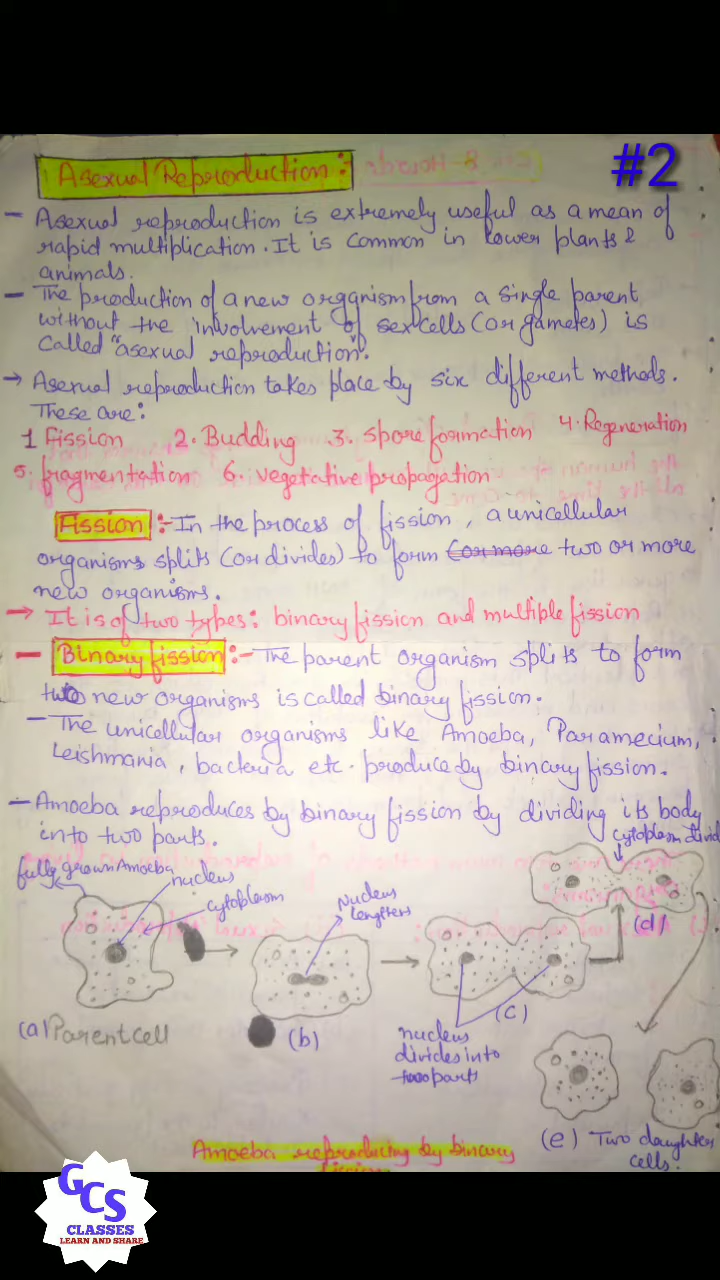 #2
Asexual Reproduction :-
- Asexual reproduction is extremely useful as a mean of
rapid multiplication. It is common in lower plants &
animals.
- The production of a new organism from a single parent
without the involvement of sex cells (or gametes) is
called "asexual reproduction".
→ Asexual reproduction takes place by six different methods.
These are:
1 Fission 2. Budding 3. spore formation 4. Regeneration
5. fragmentation 6. vegetative propagation
Fission :- In the process of fission, a unicellular
organisms splits (or divides) to form (or more two or more
new organisms.
→ It is of two types: binary fission and multiple fission
- Binary fission :- The parent organism splits to form
two new organisms is called binary fission.
- The unicellular organisms like Amoeba, Paramecium,
Leishmania, bacteria etc. produce by binary fission.
- Amoeba reproduces by binary fission by dividing its body
into two parts.
cytoplasm divid
fully grown Amoeba
nucleus
cytoplasm
Nucleus
lengthens
(a) Parent cell
(b)
(c)
(d)
nucleus
divides into
two parts
(e) Two daughter
cells.
Amoeba reproducing by binary
fission
GCS
CLASSES
LEARN AND SHARE